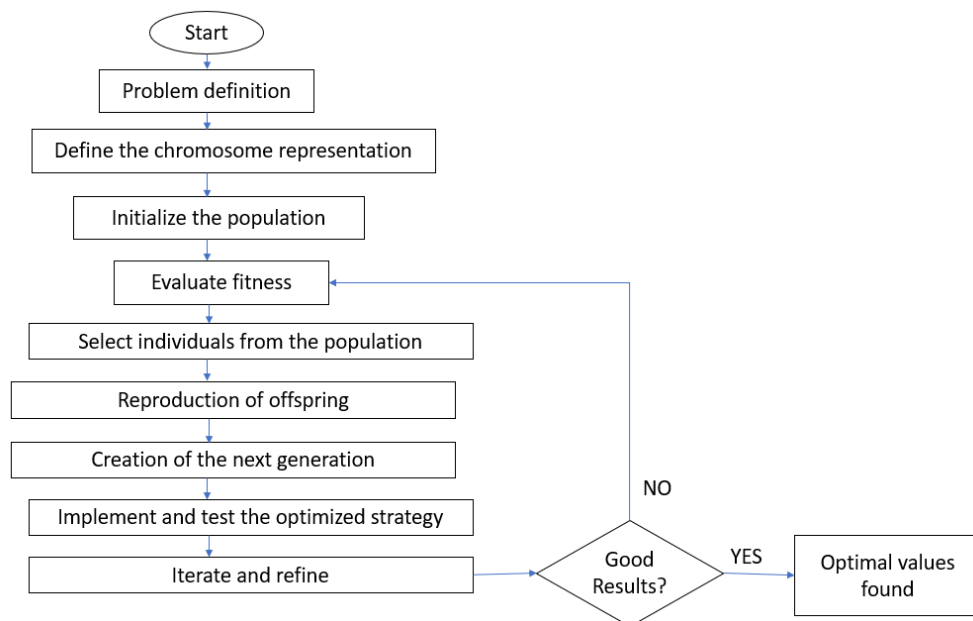 Start
Problem definition
Define the chromosome representation
Initialize the population
Evaluate fitness
Select individuals from the population
Reproduction of offspring
Creation of the next generation
Implement and test the optimized strategy
Iterate and refine
Good
Results?
NO
YES
Optimal values
found